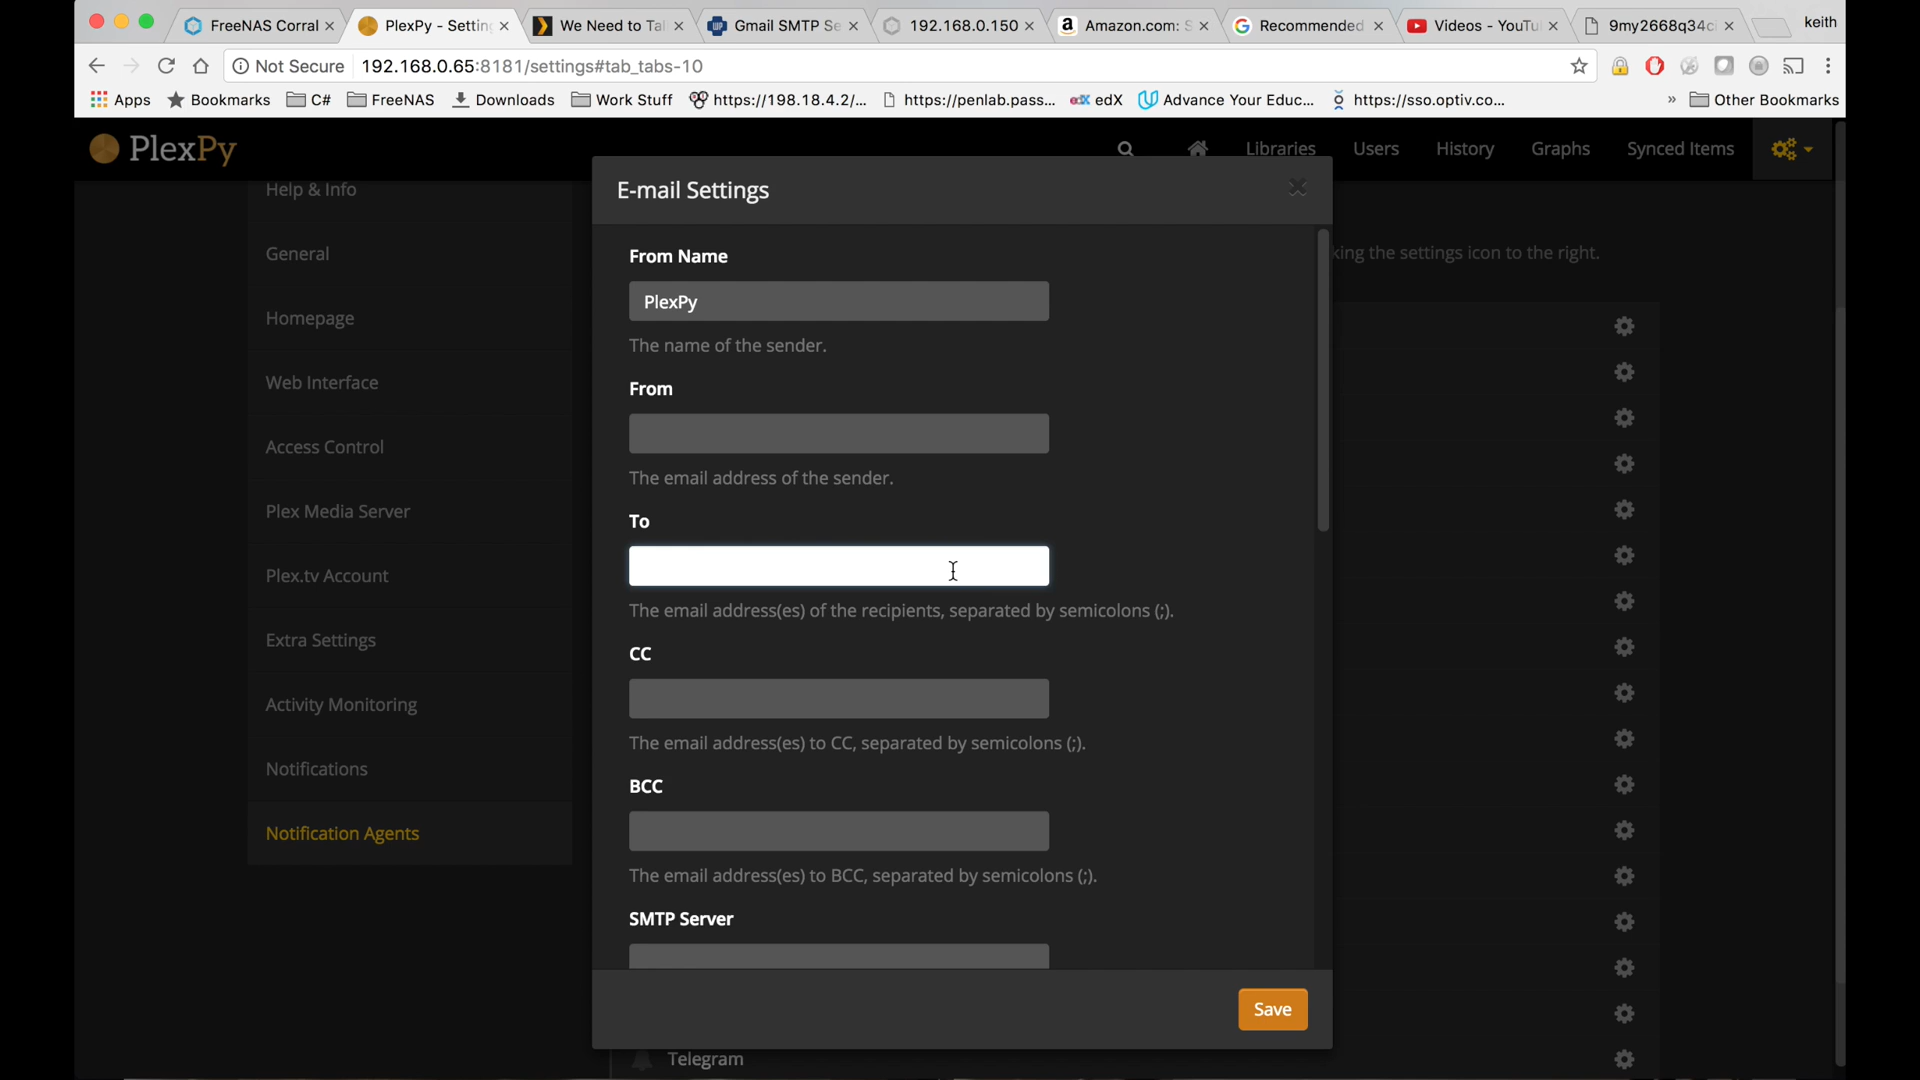 FreeNAS Corral
PlexPy - Setting
We Need to Tal
Gmail SMTP Se
192.168.0.150
Amazon.com: S
Recommended
Videos - YouTu
9my2668q34c
keith
Not Secure 192.168.0.65:8181/settings#tab_tabs-10
Apps Bookmarks C# FreeNAS Downloads Work Stuff https://198.18.4.2/... https://penlab.pass... edX edX Advance Your Educ... https://sso.optiv.co... » Other Bookmarks
PlexPy Libraries Users History Graphs Synced Items
Help & Info
General
Homepage
Web Interface
Access Control
Plex Media Server
Plex.tv Account
Extra Settings
Activity Monitoring
Notifications
Notification Agents
king the settings icon to the right.
E-mail Settings
From Name
PlexPy
The name of the sender.
From
The email address of the sender.
To
The email address(es) of the recipients, separated by semicolons (;).
CC
The email address(es) to CC, separated by semicolons (;).
BCC
The email address(es) to BCC, separated by semicolons (;).
SMTP Server
Save
Telegram